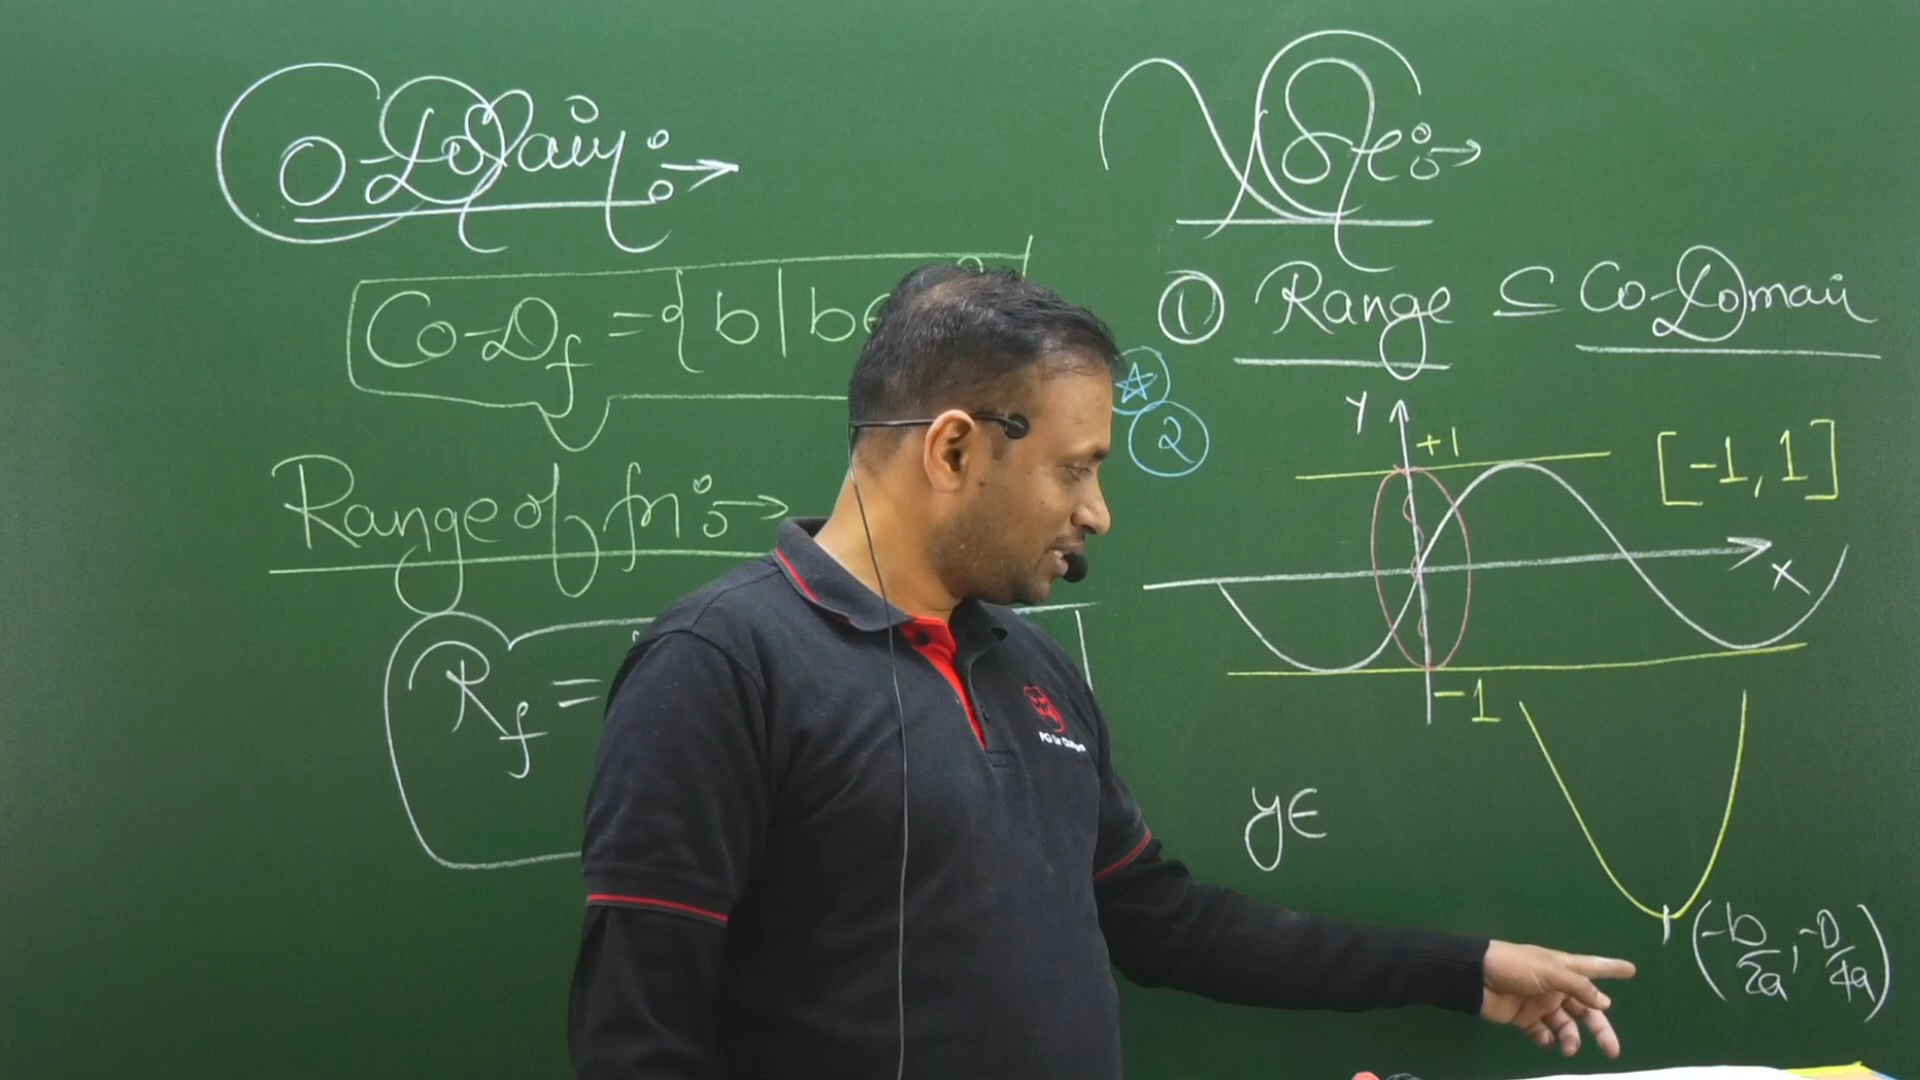 Co-Domain :→
Co-D_f = {b | b∈
Range of fn :→
R_f =
Note :→
① Range ⊆ Co-Domain
②
Y
+1
[-1, 1]
X
-1
y∈
(-b/2a, -D/4a)